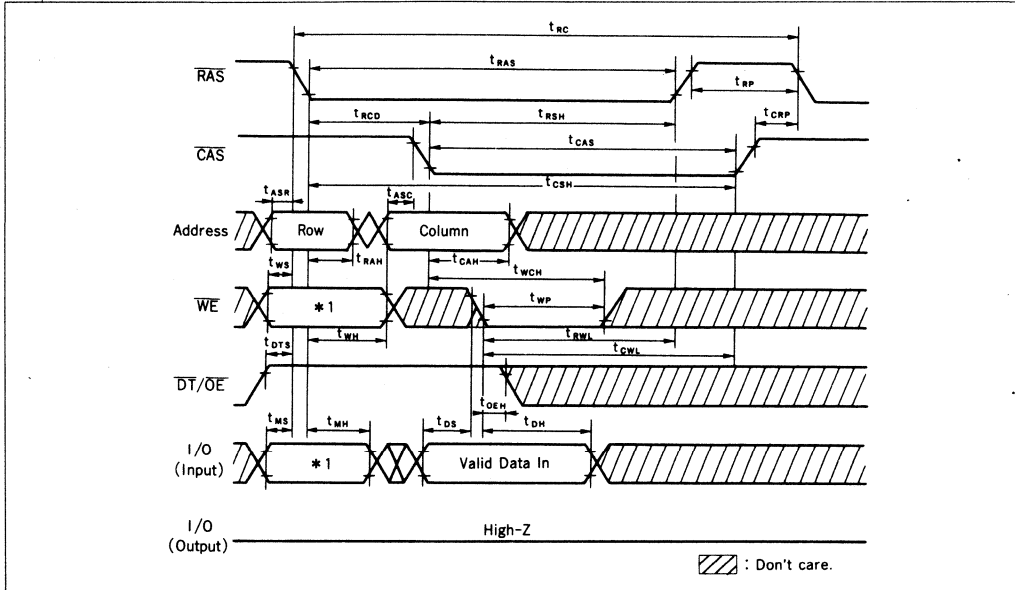 tRC
RAS
tRAS
tRP
tRCD
tRSH
tCRP
CAS
tCAS
tCSH
tASR
tASC
Address
Row
Column
tWS
tRAH
tCAH
tWCH
WE
*1
tWP
tWH
tRWL
tDTS
tCWL
DT/OE
tOEH
tMS
tMH
tDS
tDH
I/O
(Input)
*1
Valid Data In
I/O
(Output)
High-Z
: Don't care.